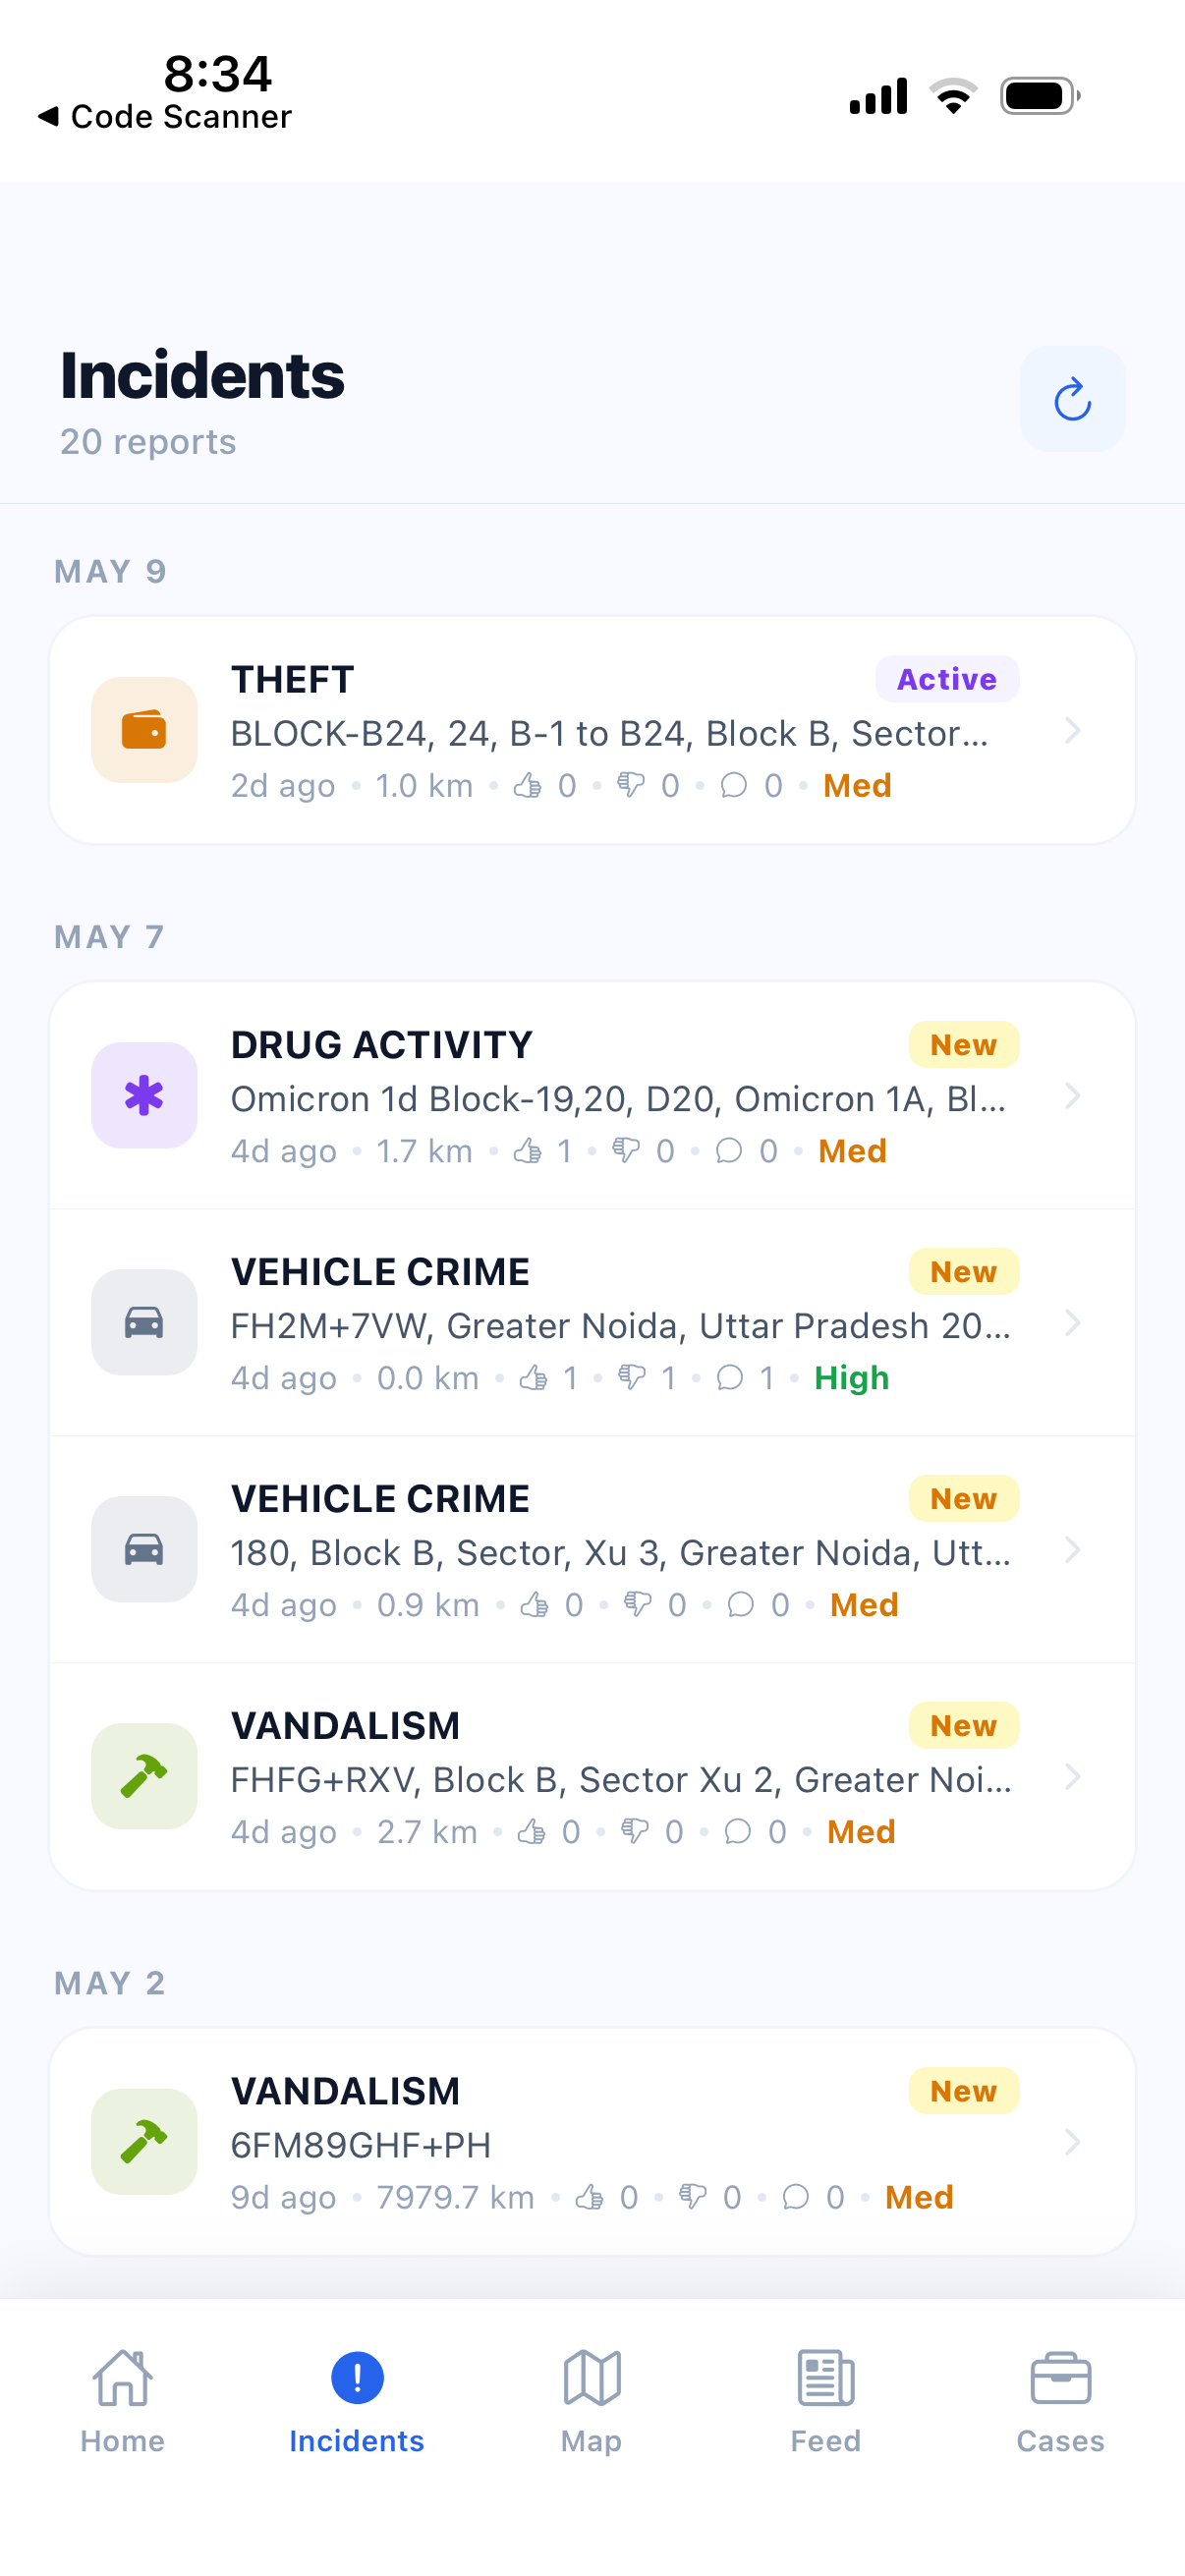 8:34
◀ Code Scanner
Incidents
20 reports
MAY 9
THEFT
Active
BLOCK-B24, 24, B-1 to B24, Block B, Sector...
2d ago • 1.0 km • 0 • 0 • 0 • Med
MAY 7
DRUG ACTIVITY
New
Omicron 1d Block-19,20, D20, Omicron 1A, Bl...
4d ago • 1.7 km • 1 • 0 • 0 • Med
VEHICLE CRIME
New
FH2M+7VW, Greater Noida, Uttar Pradesh 20...
4d ago • 0.0 km • 1 • 1 • 1 • High
VEHICLE CRIME
New
180, Block B, Sector, Xu 3, Greater Noida, Utt...
4d ago • 0.9 km • 0 • 0 • 0 • Med
VANDALISM
New
FHFG+RXV, Block B, Sector Xu 2, Greater Noi...
4d ago • 2.7 km • 0 • 0 • 0 • Med
MAY 2
VANDALISM
New
6FM89GHF+PH
9d ago • 7979.7 km • 0 • 0 • 0 • Med
Home
Incidents
Map
Feed
Cases